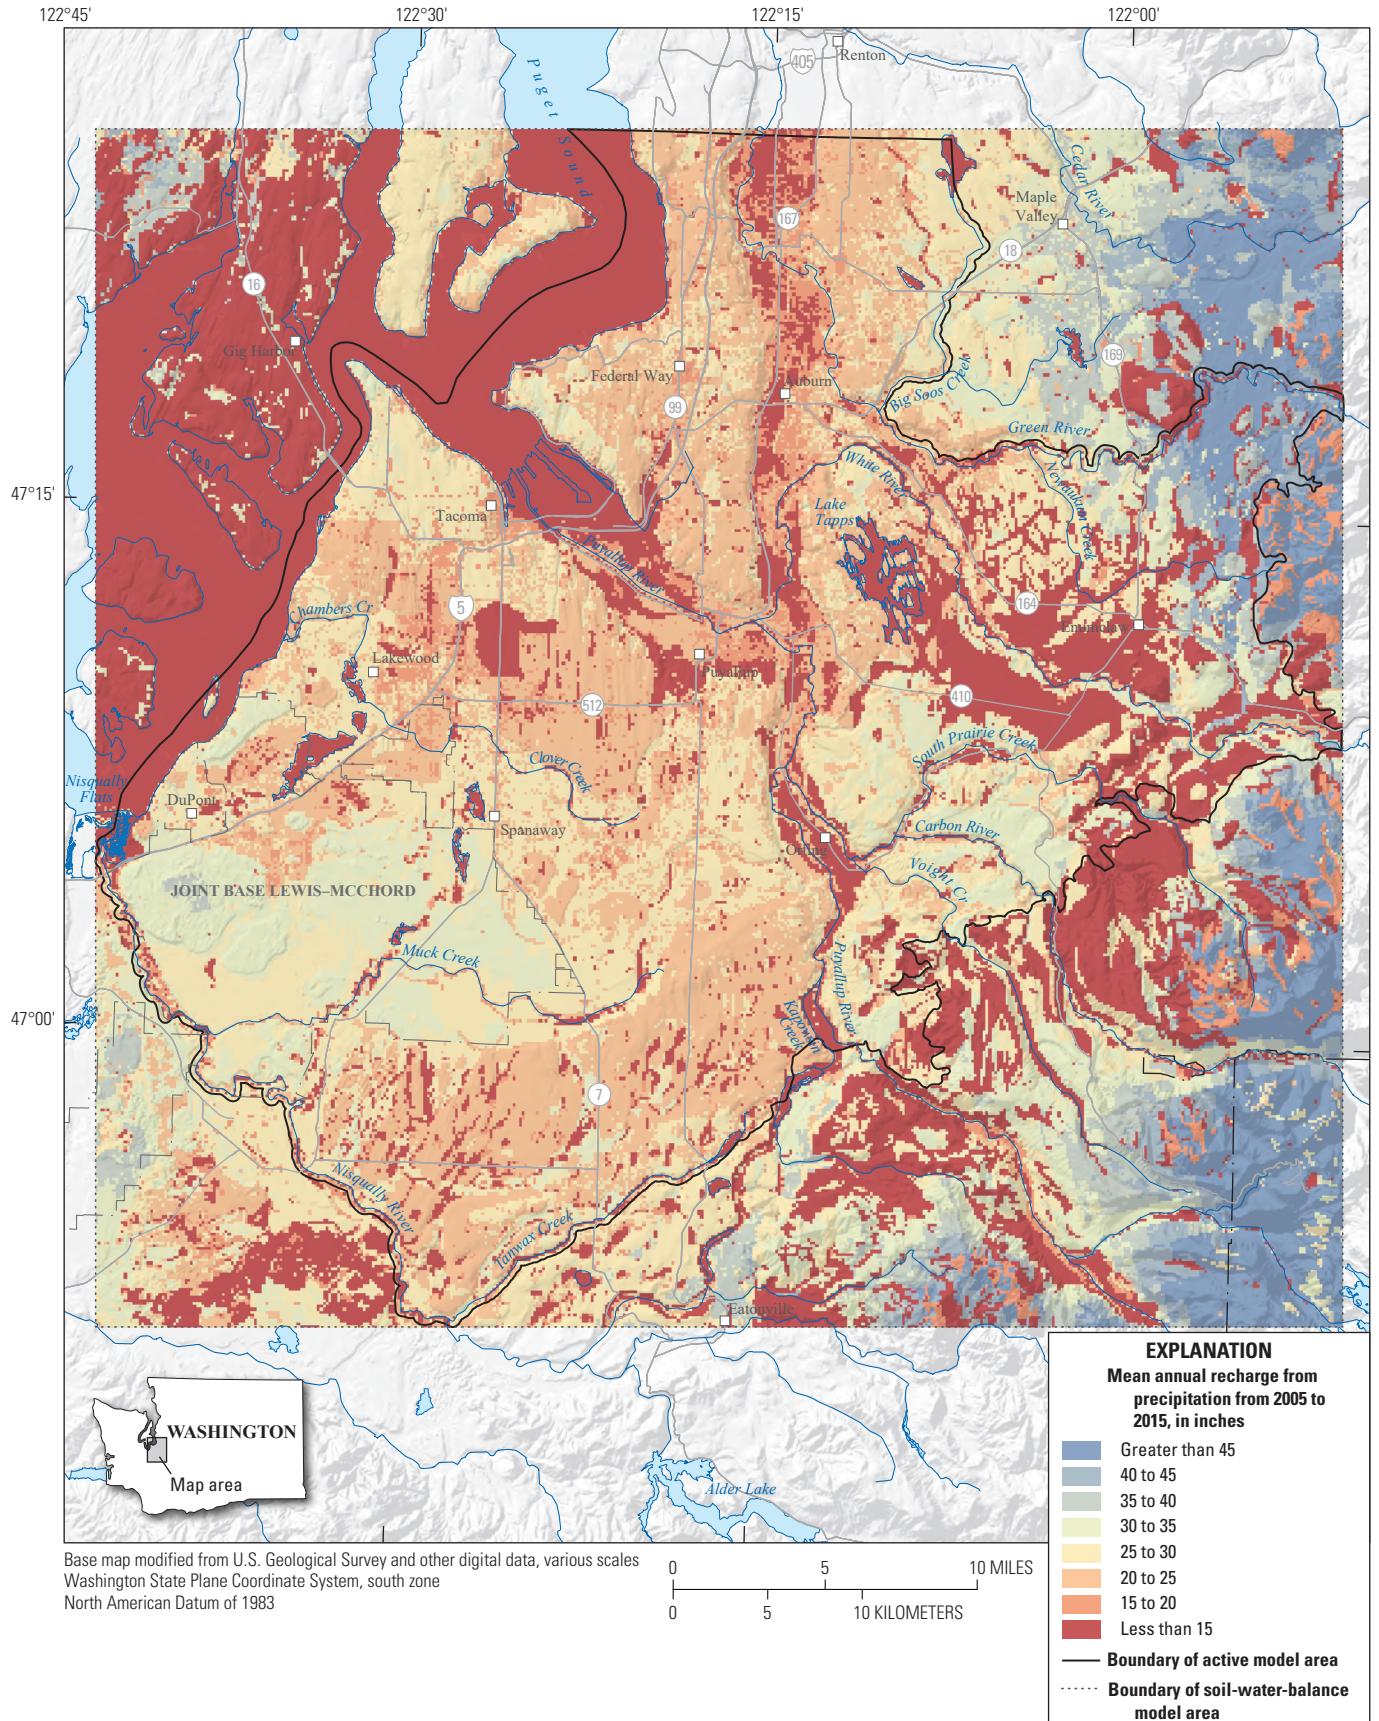 122°45'
122°30'
122°15'
122°00'
Renton
405
Puget Sound
Cedar River
Maple
Valley
167
18
16
Gig Harbor
169
Federal Way
Auburn
99
Big Soos Creek
Green River
White River
Newaukum Creek
47°15'
Tacoma
Lake
Tapps
Puyallup River
Chambers Cr
5
164
Enumclaw
Lakewood
Puyallup
410
512
South Prairie Creek
Clover Creek
Nisqually
Flats
DuPont
Spanaway
Carbon River
Orting
Voight Cr
JOINT BASE LEWIS–MCCHORD
Muck Creek
Puyallup River
Kapowsin
Creek
47°00'
7
Nisqually River
Tanwax Creek
Eatonville
WASHINGTON
Map area
Alder Lake
EXPLANATION
Mean annual recharge from
precipitation from 2005 to
2015, in inches
Greater than 45
40 to 45
35 to 40
30 to 35
25 to 30
20 to 25
15 to 20
Less than 15
Boundary of active model area
Boundary of soil-water-balance
model area
Base map modified from U.S. Geological Survey and other digital data, various scales
Washington State Plane Coordinate System, south zone
North American Datum of 1983
0 5 10 MILES
0 5 10 KILOMETERS